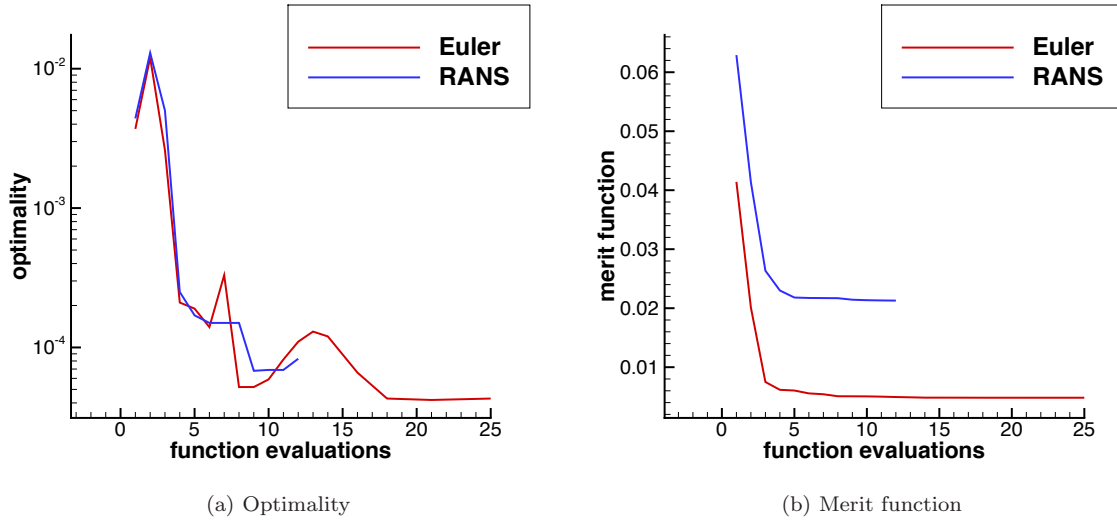 Euler
RANS
optimality
10-2
10-3
10-4
0 5 10 15 20 25
function evaluations
(a) Optimality
Euler
RANS
merit function
0.06
0.05
0.04
0.03
0.02
0.01
0 5 10 15 20 25
function evaluations
(b) Merit function